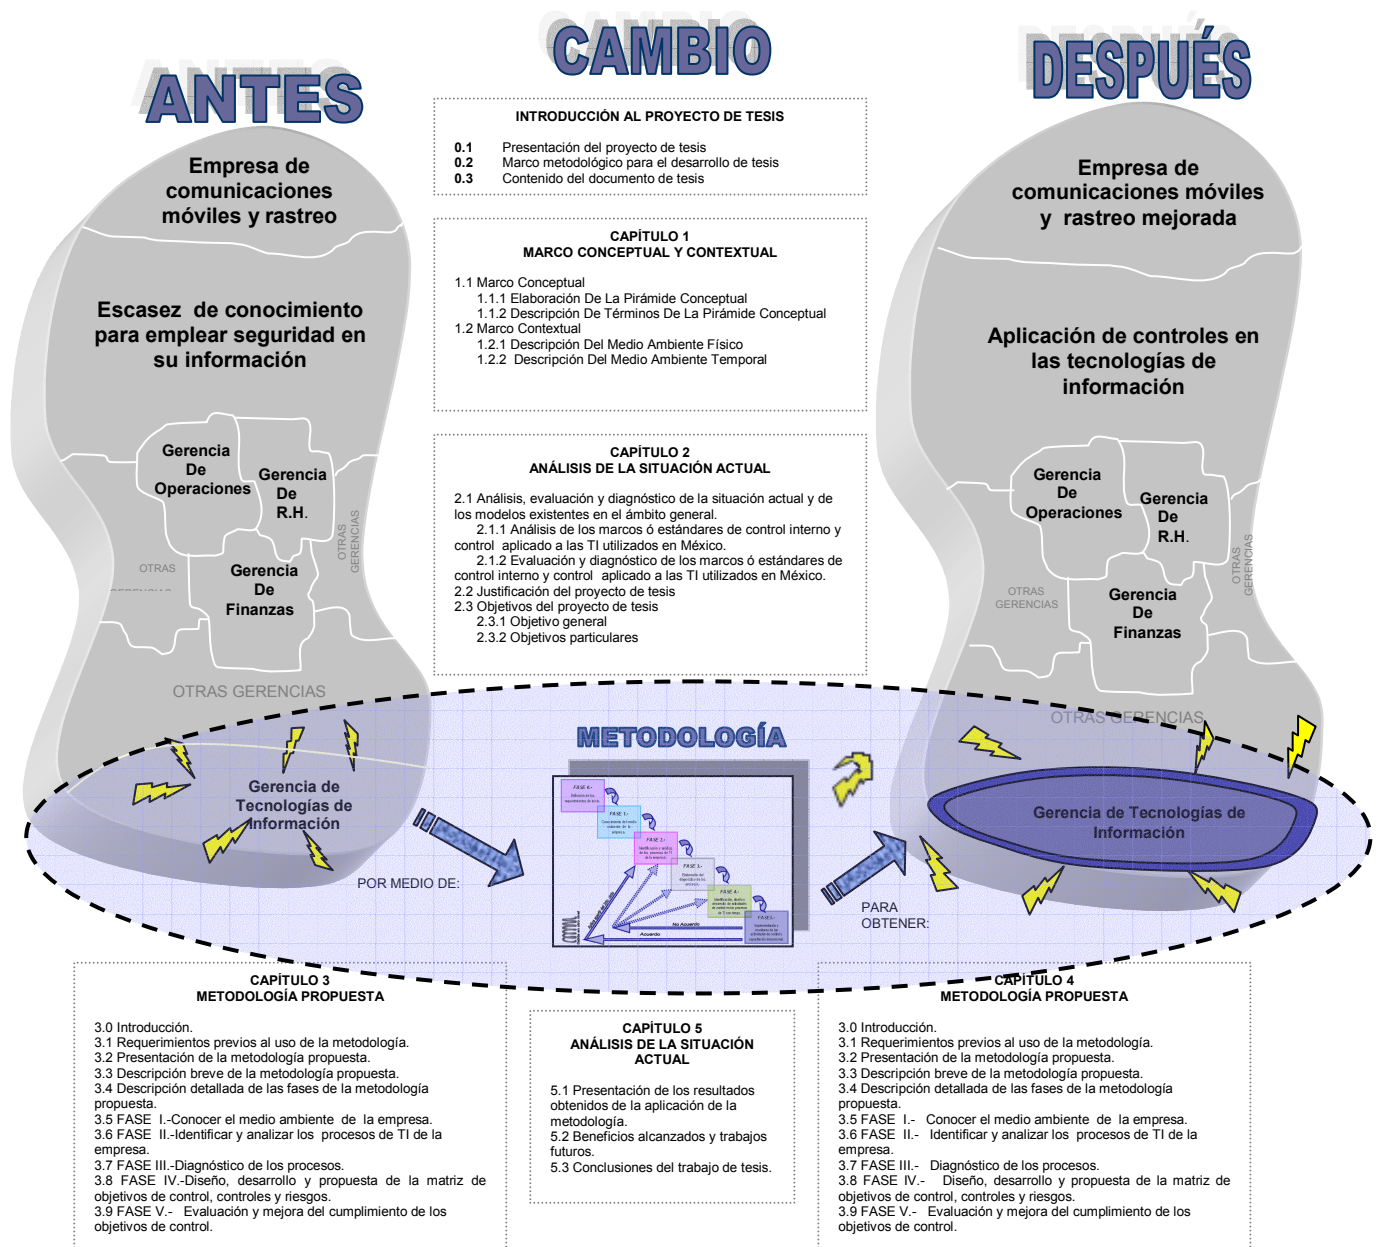 ANTES
CAMBIO
DESPUÉS
Empresa de
comunicaciones
móviles y rastreo
Escasez de conocimiento
para emplear seguridad en
su información
Gerencia
De
Operaciones
Gerencia
De
R.H.
Gerencia
De
Finanzas
OTRAS
GERENCIAS
OTRAS
GERENCIAS
OTRAS GERENCIAS
Gerencia de
Tecnologías de
Información
INTRODUCCIÓN AL PROYECTO DE TESIS
0.1 Presentación del proyecto de tesis
0.2 Marco metodológico para el desarrollo de tesis
0.3 Contenido del documento de tesis
CAPÍTULO 1
MARCO CONCEPTUAL Y CONTEXTUAL
1.1 Marco Conceptual
1.1.1 Elaboración De La Pirámide Conceptual
1.1.2 Descripción De Términos De La Pirámide Conceptual
1.2 Marco Contextual
1.2.1 Descripción Del Medio Ambiente Físico
1.2.2 Descripción Del Medio Ambiente Temporal
CAPÍTULO 2
ANÁLISIS DE LA SITUACIÓN ACTUAL
2.1 Análisis, evaluación y diagnóstico de la situación actual y de
los modelos existentes en el ámbito general.
2.1.1 Análisis de los marcos ó estándares de control interno y
control aplicado a las TI utilizados en México.
2.1.2 Evaluación y diagnóstico de los marcos ó estándares de
control interno y control aplicado a las TI utilizados en México.
2.2 Justificación del proyecto de tesis
2.3 Objetivos del proyecto de tesis
2.3.1 Objetivo general
2.3.2 Objetivos particulares
Empresa de
comunicaciones móviles
y rastreo mejorada
Aplicación de controles en
las tecnologías de
información
Gerencia
De
Operaciones
Gerencia
De
R.H.
Gerencia
De
Finanzas
OTRAS
GERENCIAS
OTRAS
GERENCIAS
OTRAS GERENCIAS
Gerencia de Tecnologías de
Información
METODOLOGÍA
FASE 1.-
FASE 2.-
FASE 3.-
FASE 4.-
FASE 5.-
No Acuerdo
Acuerdo
POR MEDIO DE:
PARA
OBTENER:
CAPÍTULO 3
METODOLOGÍA PROPUESTA
3.0 Introducción.
3.1 Requerimientos previos al uso de la metodología.
3.2 Presentación de la metodología propuesta.
3.3 Descripción breve de la metodología propuesta.
3.4 Descripción detallada de las fases de la metodología
propuesta.
3.5 FASE I.-Conocer el medio ambiente de la empresa.
3.6 FASE II.-Identificar y analizar los procesos de TI de la
empresa.
3.7 FASE III.-Diagnóstico de los procesos.
3.8 FASE IV.-Diseño, desarrollo y propuesta de la matriz de
objetivos de control, controles y riesgos.
3.9 FASE V.- Evaluación y mejora del cumplimiento de los
objetivos de control.
CAPÍTULO 5
ANÁLISIS DE LA SITUACIÓN
ACTUAL
5.1 Presentación de los resultados
obtenidos de la aplicación de la
metodología.
5.2 Beneficios alcanzados y trabajos
futuros.
5.3 Conclusiones del trabajo de tesis.
CAPÍTULO 4
METODOLOGÍA PROPUESTA
3.0 Introducción.
3.1 Requerimientos previos al uso de la metodología.
3.2 Presentación de la metodología propuesta.
3.3 Descripción breve de la metodología propuesta.
3.4 Descripción detallada de las fases de la metodología
propuesta.
3.5 FASE I.- Conocer el medio ambiente de la empresa.
3.6 FASE II.- Identificar y analizar los procesos de TI de la
empresa.
3.7 FASE III.- Diagnóstico de los procesos.
3.8 FASE IV.- Diseño, desarrollo y propuesta de la matriz de
objetivos de control, controles y riesgos.
3.9 FASE V.- Evaluación y mejora del cumplimiento de los
objetivos de control.